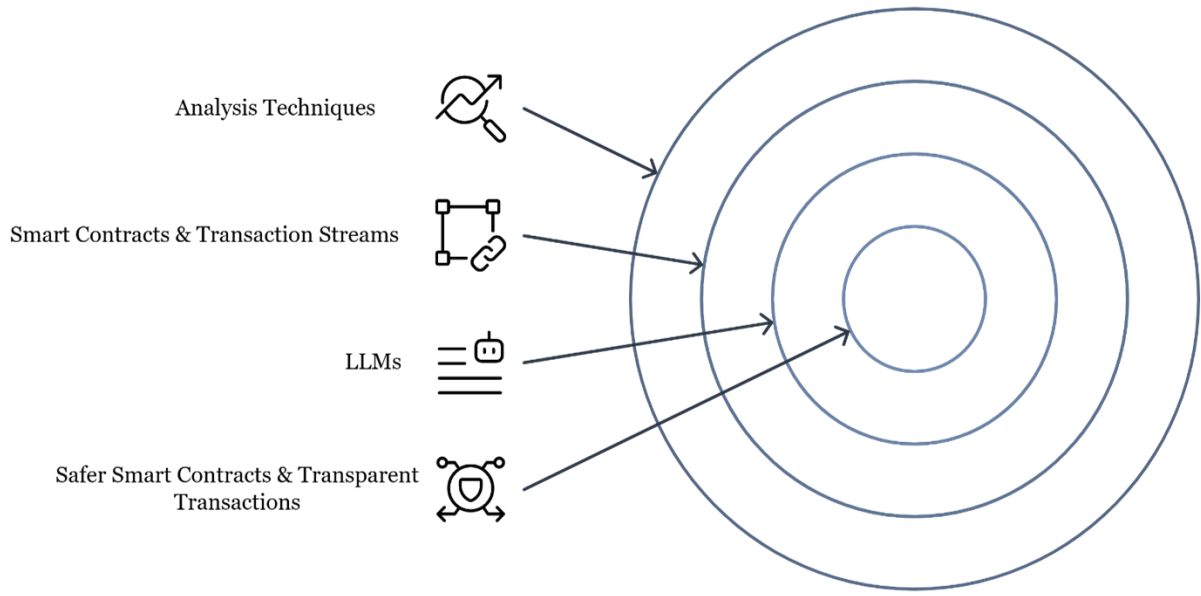 Analysis Techniques
Smart Contracts & Transaction Streams
LLMs
Safer Smart Contracts & Transparent
Transactions